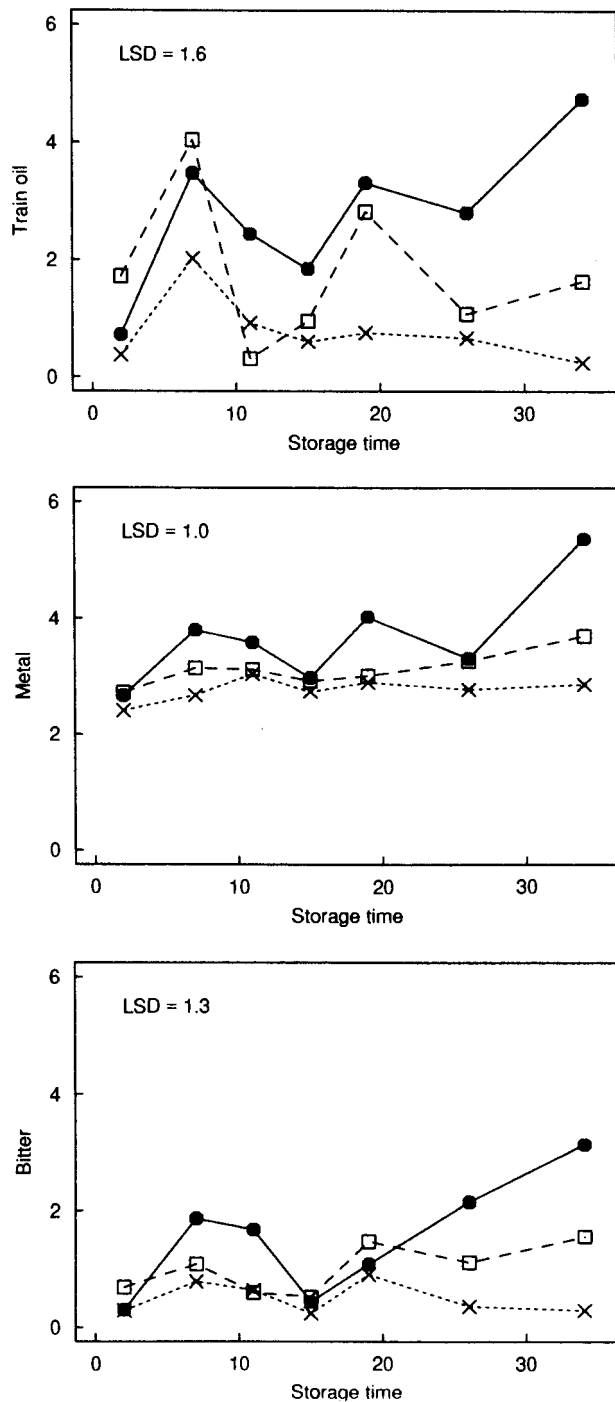 6
LSD = 1.6
4
Train oil
2
0
0 10 20 30
Storage time
6
LSD = 1.0
4
Metal
2
0
0 10 20 30
Storage time
6
LSD = 1.3
4
Bitter
2
0
0 10 20 30
Storage time